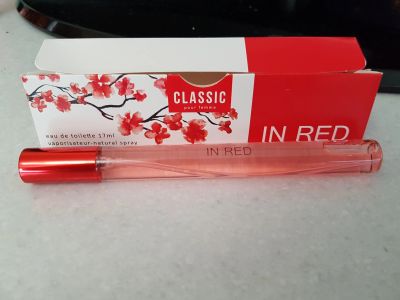 CLASSIC
pour femme
eau de toilette 17ml
vaporisateur-natural spray
IN RED
IN RED